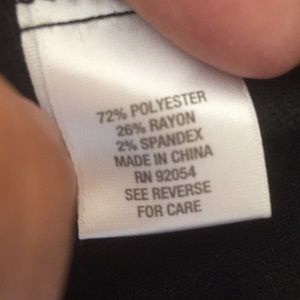 72% POLYESTER
26% RAYON
2% SPANDEX
MADE IN CHINA
RN 92054
SEE REVERSE
FOR CARE